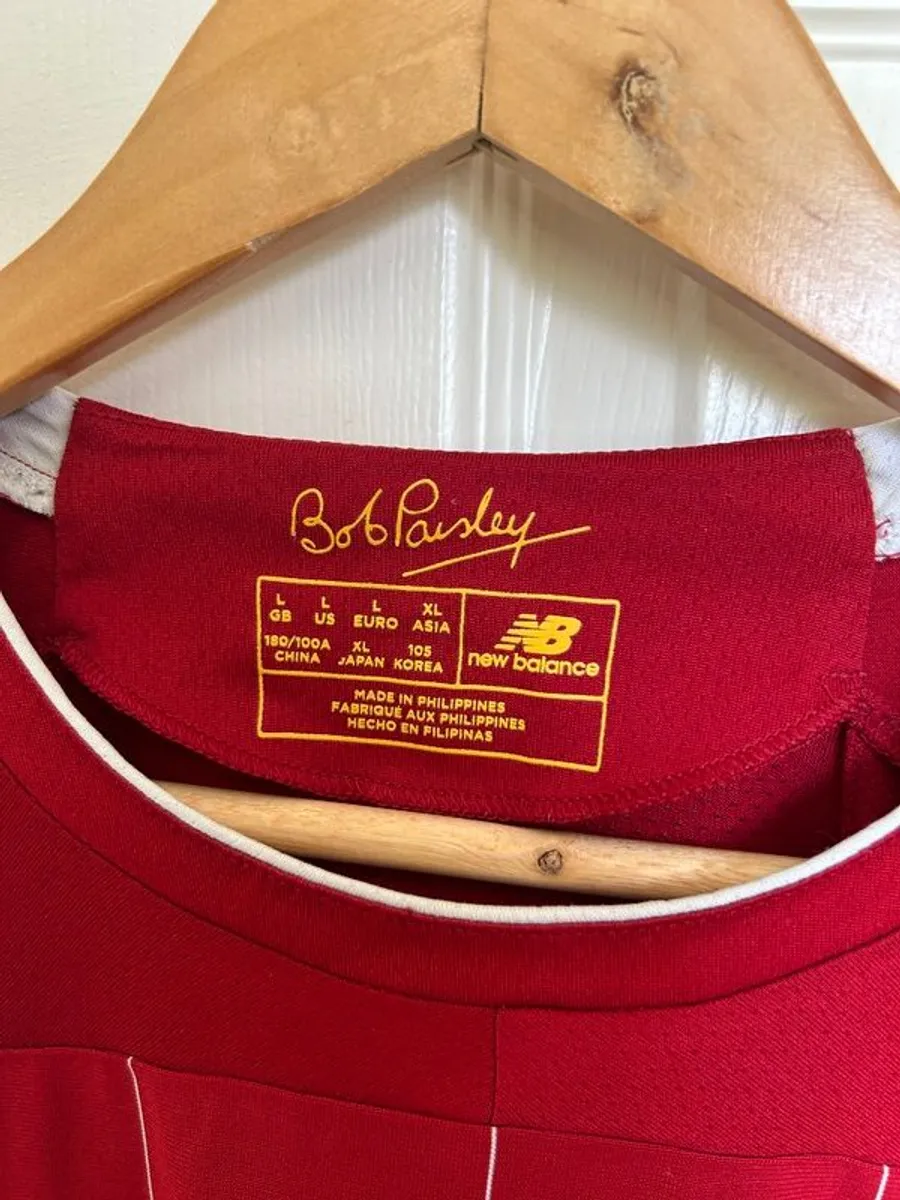 Bob Paisley
L L L XL
GB US EURO ASIA
180/100A XL 105
CHINA JAPAN KOREA
NB
new balance
MADE IN PHILIPPINES
FABRIQUÉ AUX PHILIPPINES
HECHO EN FILIPINAS